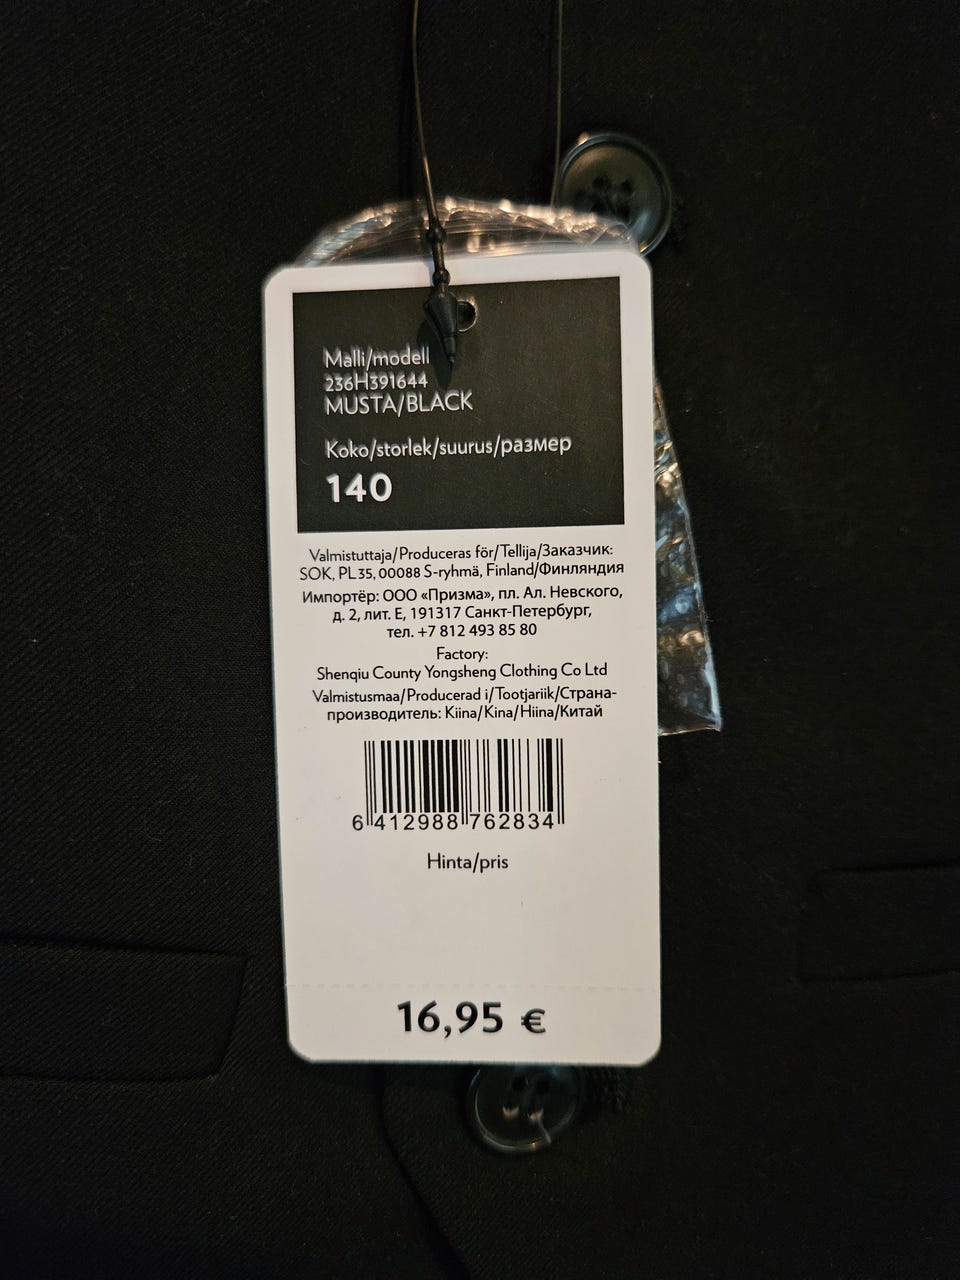 Malli/modell
236H391644
MUSTA/BLACK
Koko/storlek/suurus/размер
140
Valmistuttaja/Produceras för/Tellija/Заказчик:
SOK, PL 35, 00088 S-ryhmä, Finland/Финляндия
Импортёр: ООО «Призма», пл. Ал. Невского,
д. 2, лит. Е, 191317 Санкт-Петербург,
тел. +7 812 493 85 80
Factory:
Shenqiu County Yongsheng Clothing Co Ltd
Valmistusmaa/Producerad i/Tootjariik/Страна-
производитель: Kiina/Kina/Hiina/Китай
6 412988 762834
Hinta/pris
16,95 €